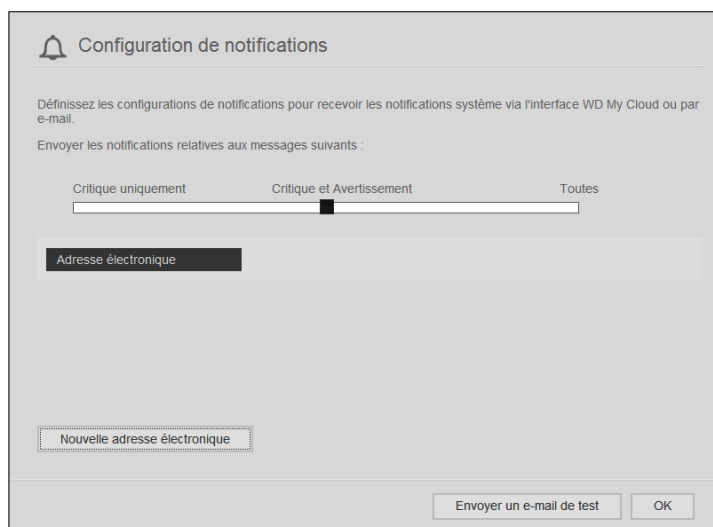 Configuration de notifications
Définissez les configurations de notifications pour recevoir les notifications système via l'interface WD My Cloud ou par
e-mail.
Envoyer les notifications relatives aux messages suivants :
Critique uniquement Critique et Avertissement Toutes
Adresse électronique
Nouvelle adresse électronique
Envoyer un e-mail de test OK